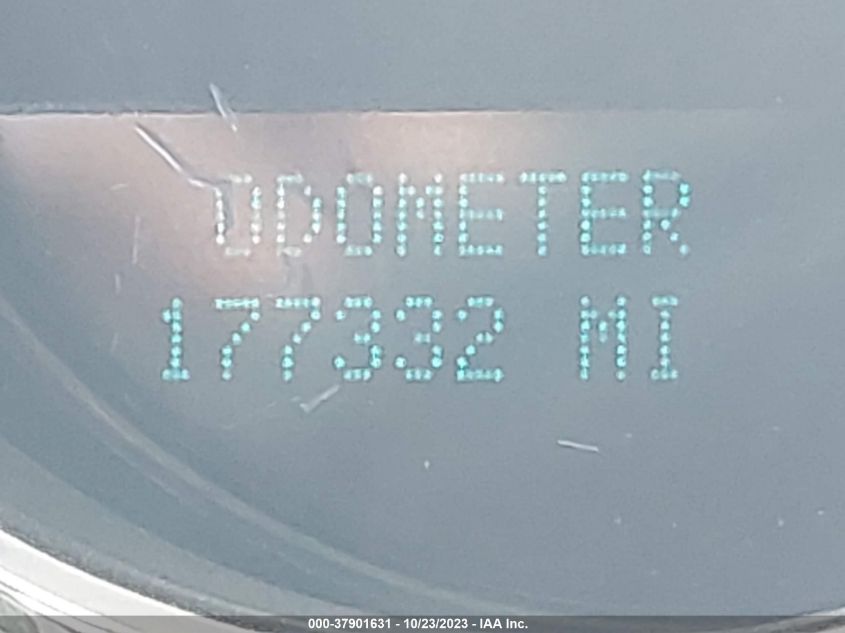 ODOMETER
177332 MI
000-37901631 - 10/23/2023 - IAA Inc.